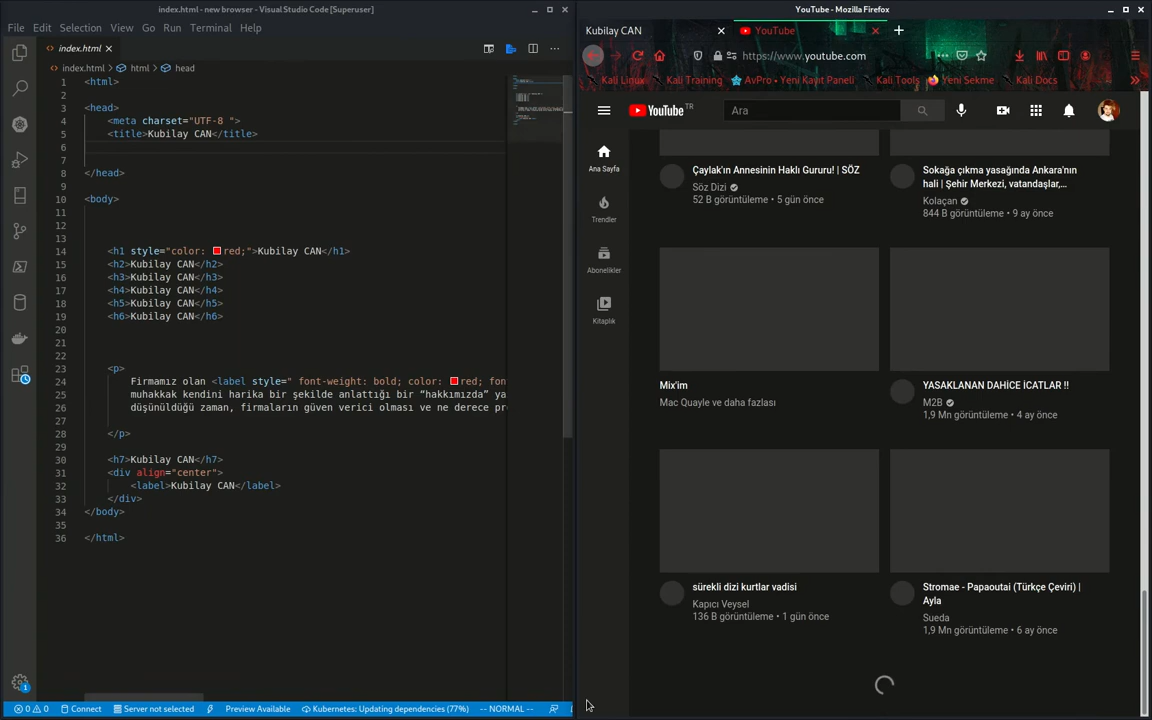 index.html - new browser - Visual Studio Code [Superuser]
File Edit Selection View Go Run Terminal Help
index.html
index.html html head
1 <html>
2
3 <head>
4 <meta charset="UTF-8 ">
5 <title>Kubilay CAN</title>
6
7
8 </head>
9
10 <body>
11
12
13
14 <h1 style="color: red;">Kubilay CAN</h1>
15 <h2>Kubilay CAN</h2>
16 <h3>Kubilay CAN</h3>
17 <h4>Kubilay CAN</h4>
18 <h5>Kubilay CAN</h5>
19 <h6>Kubilay CAN</h6>
20
21
22
23 <p>
24 Firmamız olan <label style=" font-weight: bold; color: red; fon
25 muhakkak kendini harika bir şekilde anlattığı bir “hakkımızda” ya
26 düşünüldüğü zaman, firmaların güven verici olması ve ne derece pr
27
28 </p>
29
30 <h7>Kubilay CAN</h7>
31 <div align="center">
32 <label>Kubilay CAN</label>
33 </div>
34 </body>
35
36 </html>
1
0 0 Connect Server not selected Preview Available Kubernetes: Updating dependencies (77%) -- NORMAL --
YouTube - Mozilla Firefox
Kubilay CAN YouTube
https://www.youtube.com
Kali Linux Kali Training AvPro • Yeni Kayıt Paneli Kali Tools Yeni Sekme Kali Docs
YouTube TR Ara
Ana Sayfa
Trendler
Abonelikler
Kitaplık
Çaylak'ın Annesinin Haklı Gururu! | SÖZ
Söz Dizi
52 B görüntüleme • 5 gün önce
Sokağa çıkma yasağında Ankara'nın
hali | Şehir Merkezi, vatandaşlar,...
Kolaçan
844 B görüntüleme • 9 ay önce
Mix'im
Mac Quayle ve daha fazlası
YASAKLANAN DAHİCE İCATLAR !!
M2B
1,9 Mn görüntüleme • 4 ay önce
sürekli dizi kurtlar vadisi
Kapıcı Veysel
136 B görüntüleme • 1 gün önce
Stromae - Papaoutai (Türkçe Çeviri) |
Ayla
Sueda
1,9 Mn görüntüleme • 6 ay önce